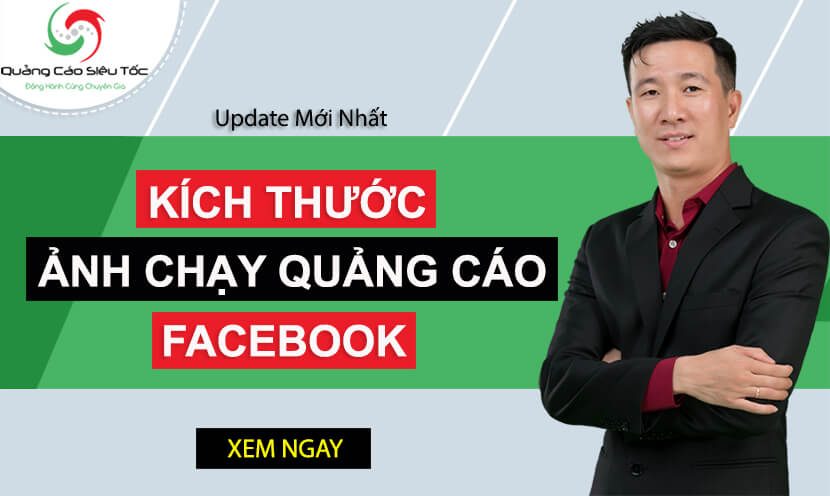 Quảng Cáo Siêu Tốc
Đồng Hành Cùng Chuyên Gia
Update Mới Nhất
KÍCH THƯỚC
ẢNH CHẠY QUẢNG CÁO
FACEBOOK
XEM NGAY